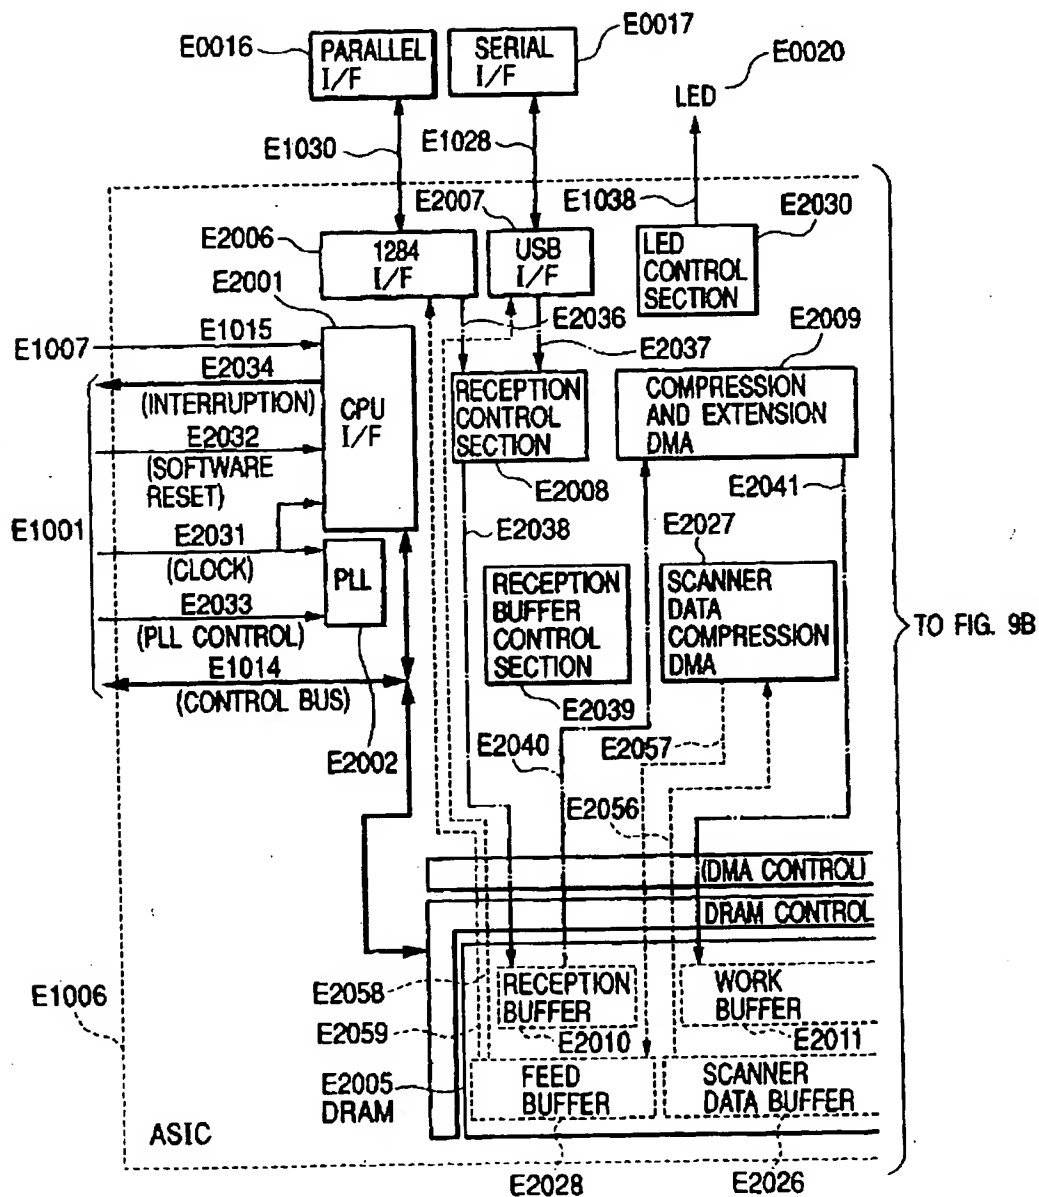 E0016
PARALLEL
I/F
SERIAL
I/F
E0017
E0020
LED
E1030
E1028
E1038
E2007
E2030
E2006
1284
I/F
USB
I/F
LED
CONTROL
SECTION
E2001
E2036
E2009
E1007
E1015
E2037
E2034
(INTERRUPTION)
CPU
I/F
RECEPTION
CONTROL
SECTION
COMPRESSION
AND EXTENSION
DMA
E2032
(SOFTWARE
RESET)
E2008
E2041
E1001
E2038
E2027
E2031
(CLOCK)
PLL
RECEPTION
BUFFER
CONTROL
SECTION
SCANNER
DATA
COMPRESSION
DMA
TO FIG. 9B
E2033
(PLL CONTROL)
E1014
(CONTROL BUS)
E2039
E2002
E2040
E2057
E2056
(DMA CONTROL)
DRAM CONTROL
E1006
E2058
RECEPTION
BUFFER
WORK
BUFFER
E2059
E2010
E2011
E2005
DRAM
FEED
BUFFER
SCANNER
DATA BUFFER
ASIC
E2028
E2026